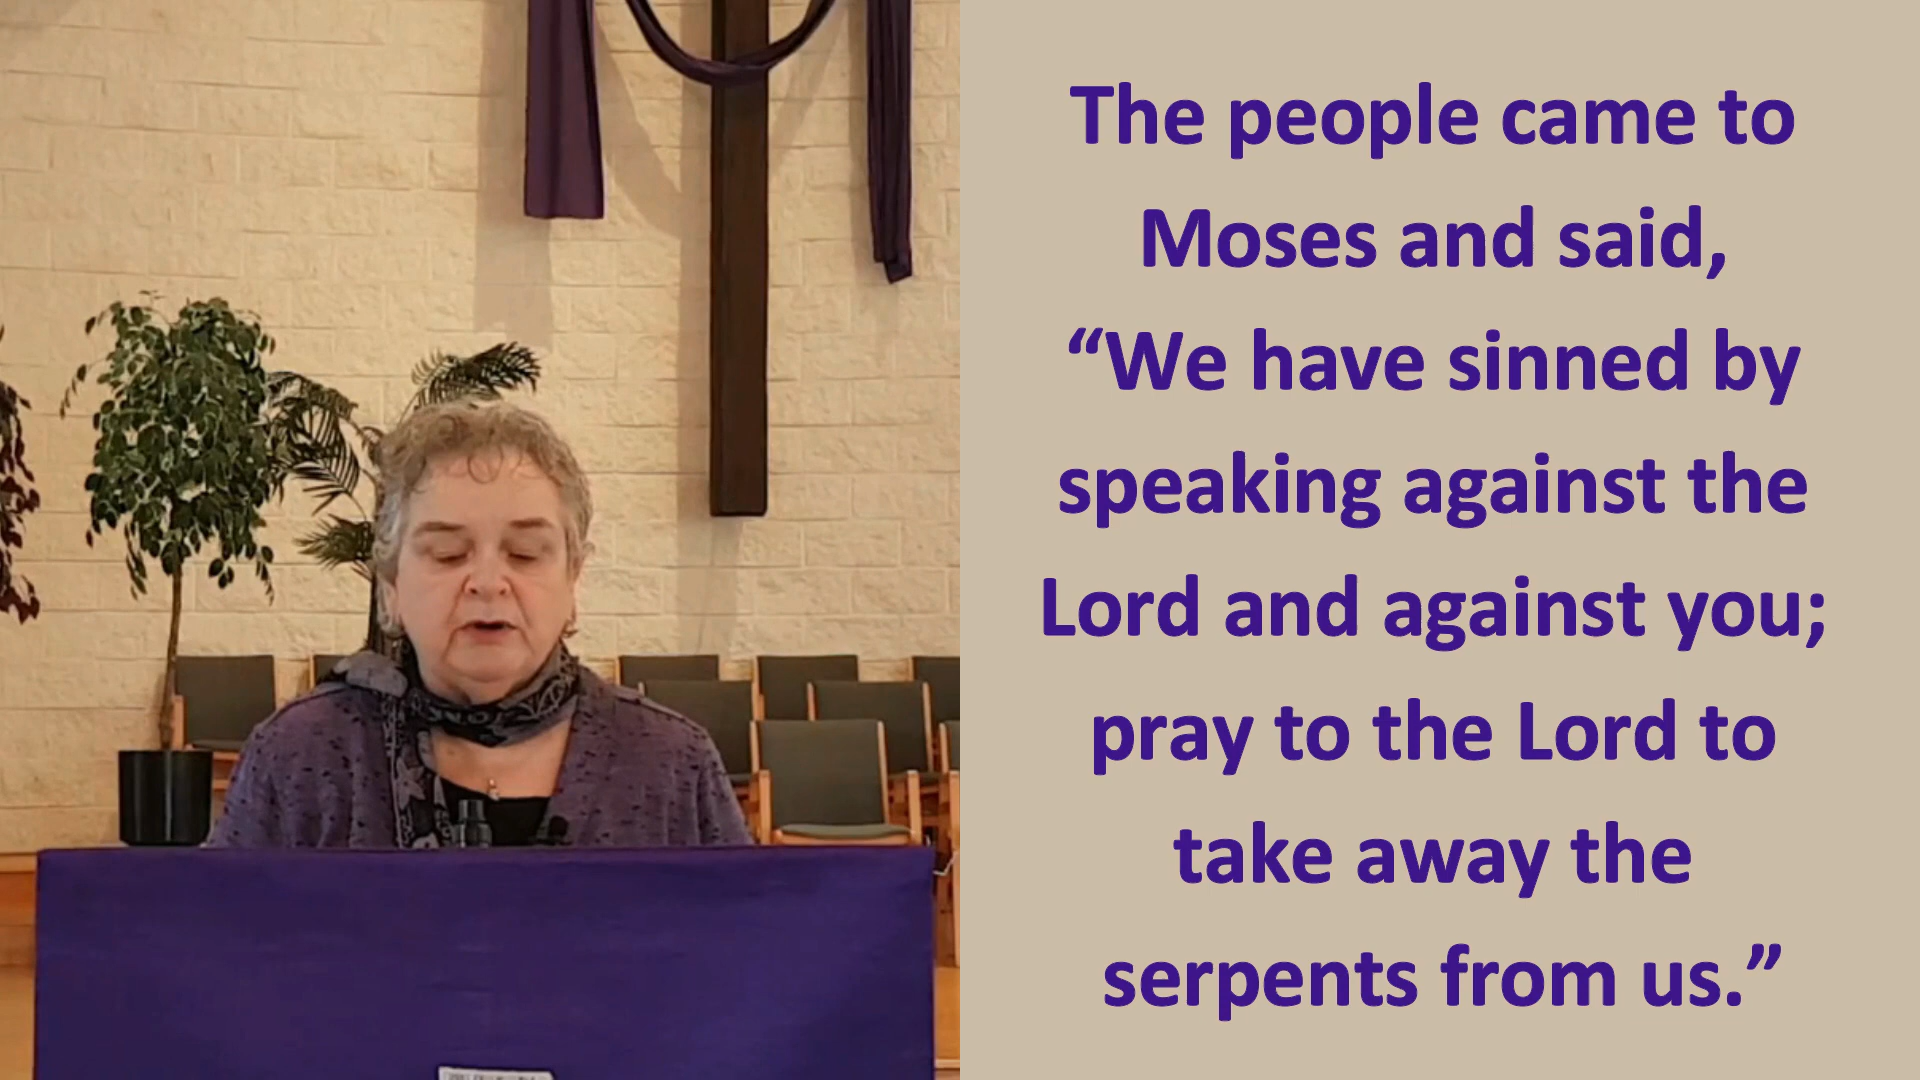 The people came to
Moses and said,
“We have sinned by
speaking against the
Lord and against you;
pray to the Lord to
take away the
serpents from us.”